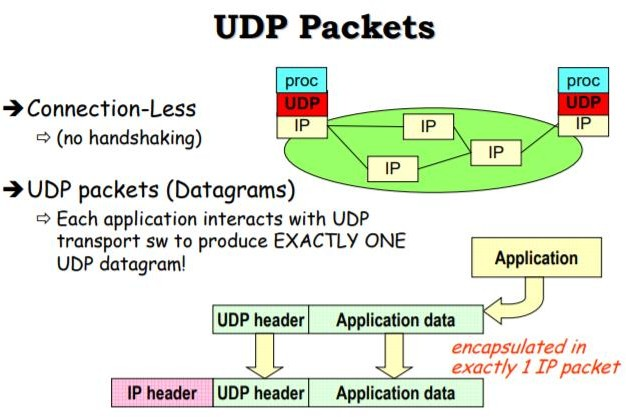 UDP Packets
➔ Connection-Less
⇨ (no handshaking)
➔ UDP packets (Datagrams)
⇨ Each application interacts with UDP
transport sw to produce EXACTLY ONE
UDP datagram!
proc
UDP
IP
IP
IP
IP
proc
UDP
IP
Application
UDP header
Application data
encapsulated in
exactly 1 IP packet
IP header
UDP header
Application data